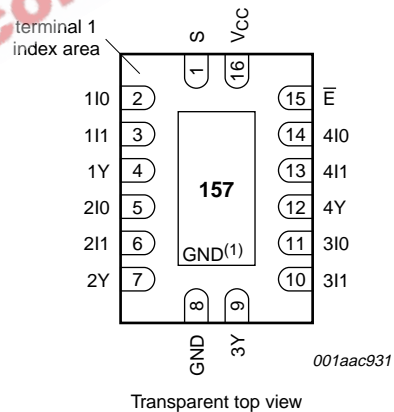 terminal 1
index area
S
VCC
1
16
1I0 2
15 E̅
1I1 3
14 4I0
1Y 4
13 4I1
157
2I0 5
12 4Y
2I1 6
11 3I0
GND(1)
2Y 7
10 3I1
8
9
GND
3Y
001aac931
Transparent top view